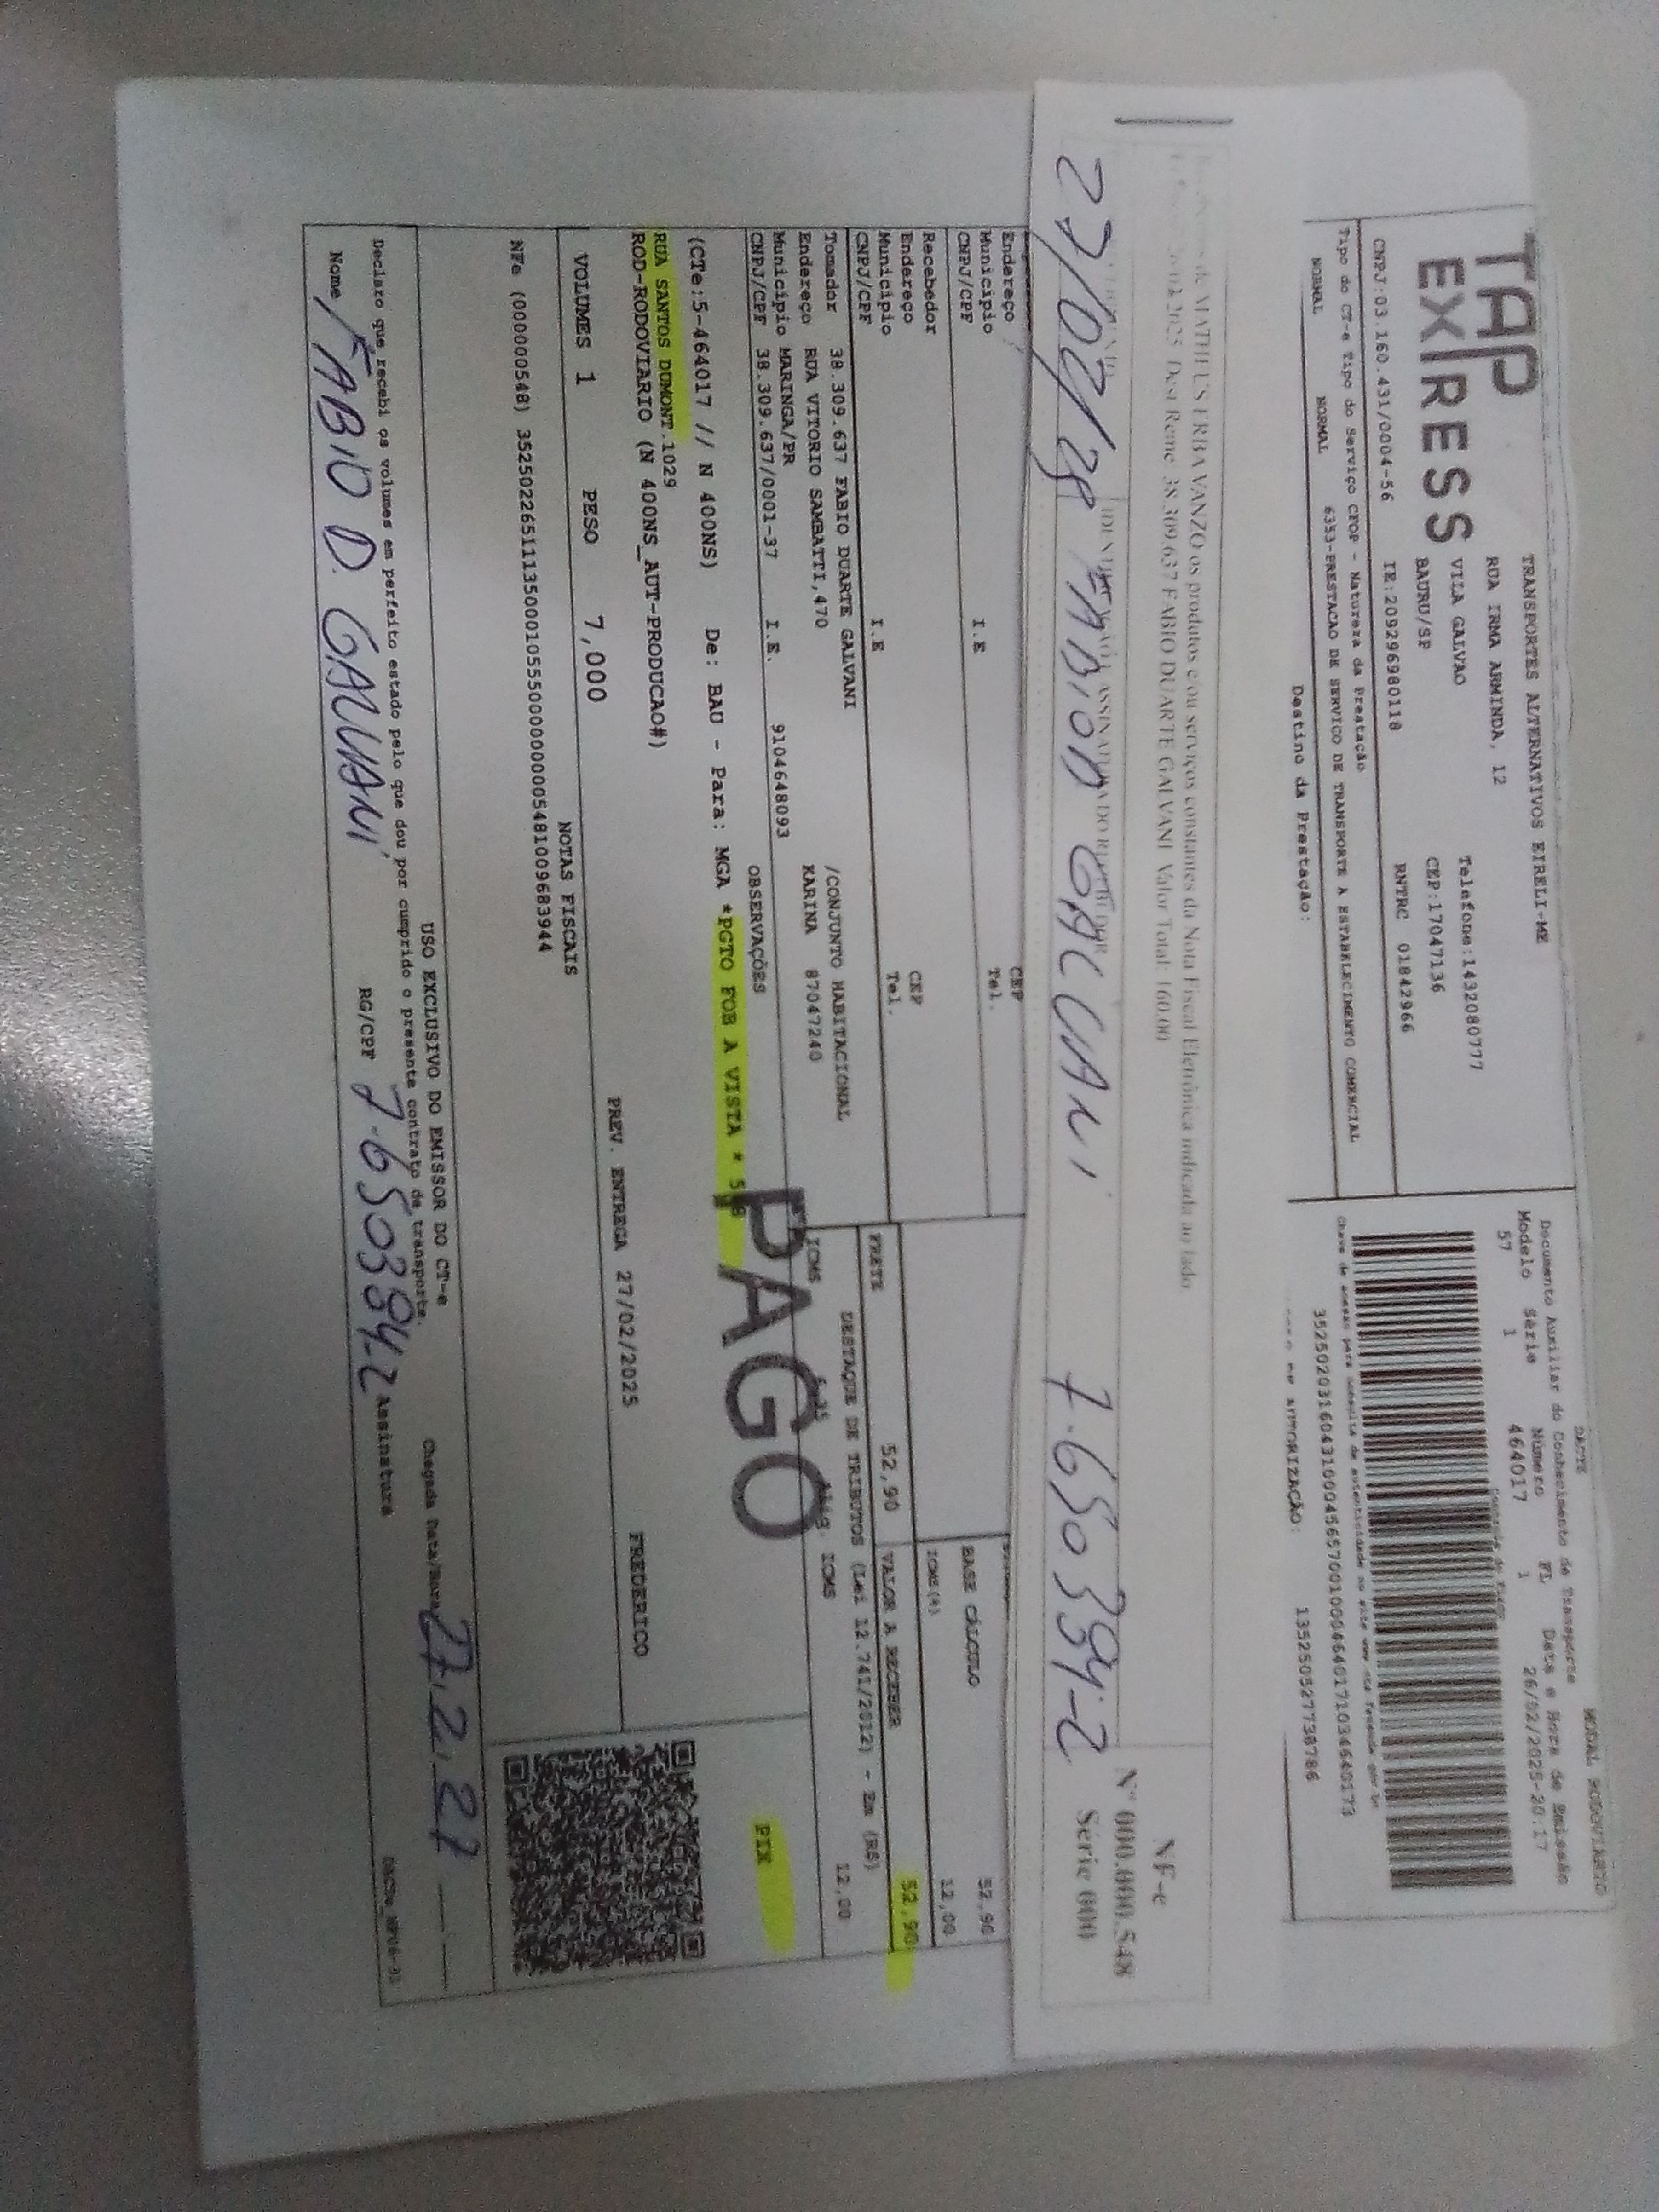 TAP
EXPRESS
TRANSPORTES ALTERNATIVOS EIRELI-ME
RUA IRMA ARMINDA, 12
VILA GALVAO
BAURU/SP
Telefone:1432080777
CEP:17047136
CNPJ:03.160.431/0004-56 IE:209296980118 RNTRC 01842966
DACTE MODAL RODOVIARIO
Documento Auxiliar do Conhecimento de Transporte
Modelo Série Número FL Data e Hora de Emissão
57 1 464017 1 26/02/2025-20:17
Tipo do CT-e Tipo do Serviço CFOP - Natureza da Prestação
NORMAL NORMAL 6353-PRESTACAO DE SERVICO DE TRANSPORTE A ESTABELECIMENTO COMERCIAL
Destino da Prestação:
AUTORIZAÇÃO:
135250527738786
de MATHEUS ERBA VANZO os produtos e/ou serviços constantes da Nota Fiscal Eletrônica indicada ao lado
Dest/Reme: 38.309.637 FABIO DUARTE GALVANI Valor Total: 160.00
NF-e
Nº 000.000.548
Série 000
27/02/25 FABIO D GALVANI 7.650394-2
Endereço CEP
Município I.E Tel.
CNPJ/CPF
Recebedor
Endereço CEP
Município I.E Tel.
CNPJ/CPF
BASE CÁLCULO 52,90
ICMS(%) 12,00
FRETE 52,90 VALOR A RECEBER 52,90
Tomador 38.309.637 FABIO DUARTE GALVANI
Endereço RUA VITORIO SAMBATTI,470 /CONJUNTO HABITACIONAL
Município MARINGA/PR KARINA 87047240
CNPJ/CPF 38.309.637/0001-37 I.E. 9104648093
DESTAQUE DE TRIBUTOS (Lei 12.741/2012) - Em (R$)
ICMS ICMS 12,00
OBSERVAÇÕES
(CTe:5-464017 // N 400NS) De: BAU - Para: MGA *PGTO FOB A VISTA *
RUA SANTOS DUMONT.1029
ROD-RODOVIARIO (N 400NS_AUT-PRODUCAO#)
PAGO
PIX
FREDERICO
VOLUMES 1 PESO 7,000 PREV. ENTREGA 27/02/2025
NOTAS FISCAIS
NFe (000000548)
USO EXCLUSIVO DO EMISSOR DO CT-e
Declaro que recebi os volumes em perfeito estado pelo que dou por cumprido o presente contrato de transporte.
Chegada Data/Hora 27.2.27
Nome FABIO D. GALVANI RG/CPF 7.650394-2 Assinatura